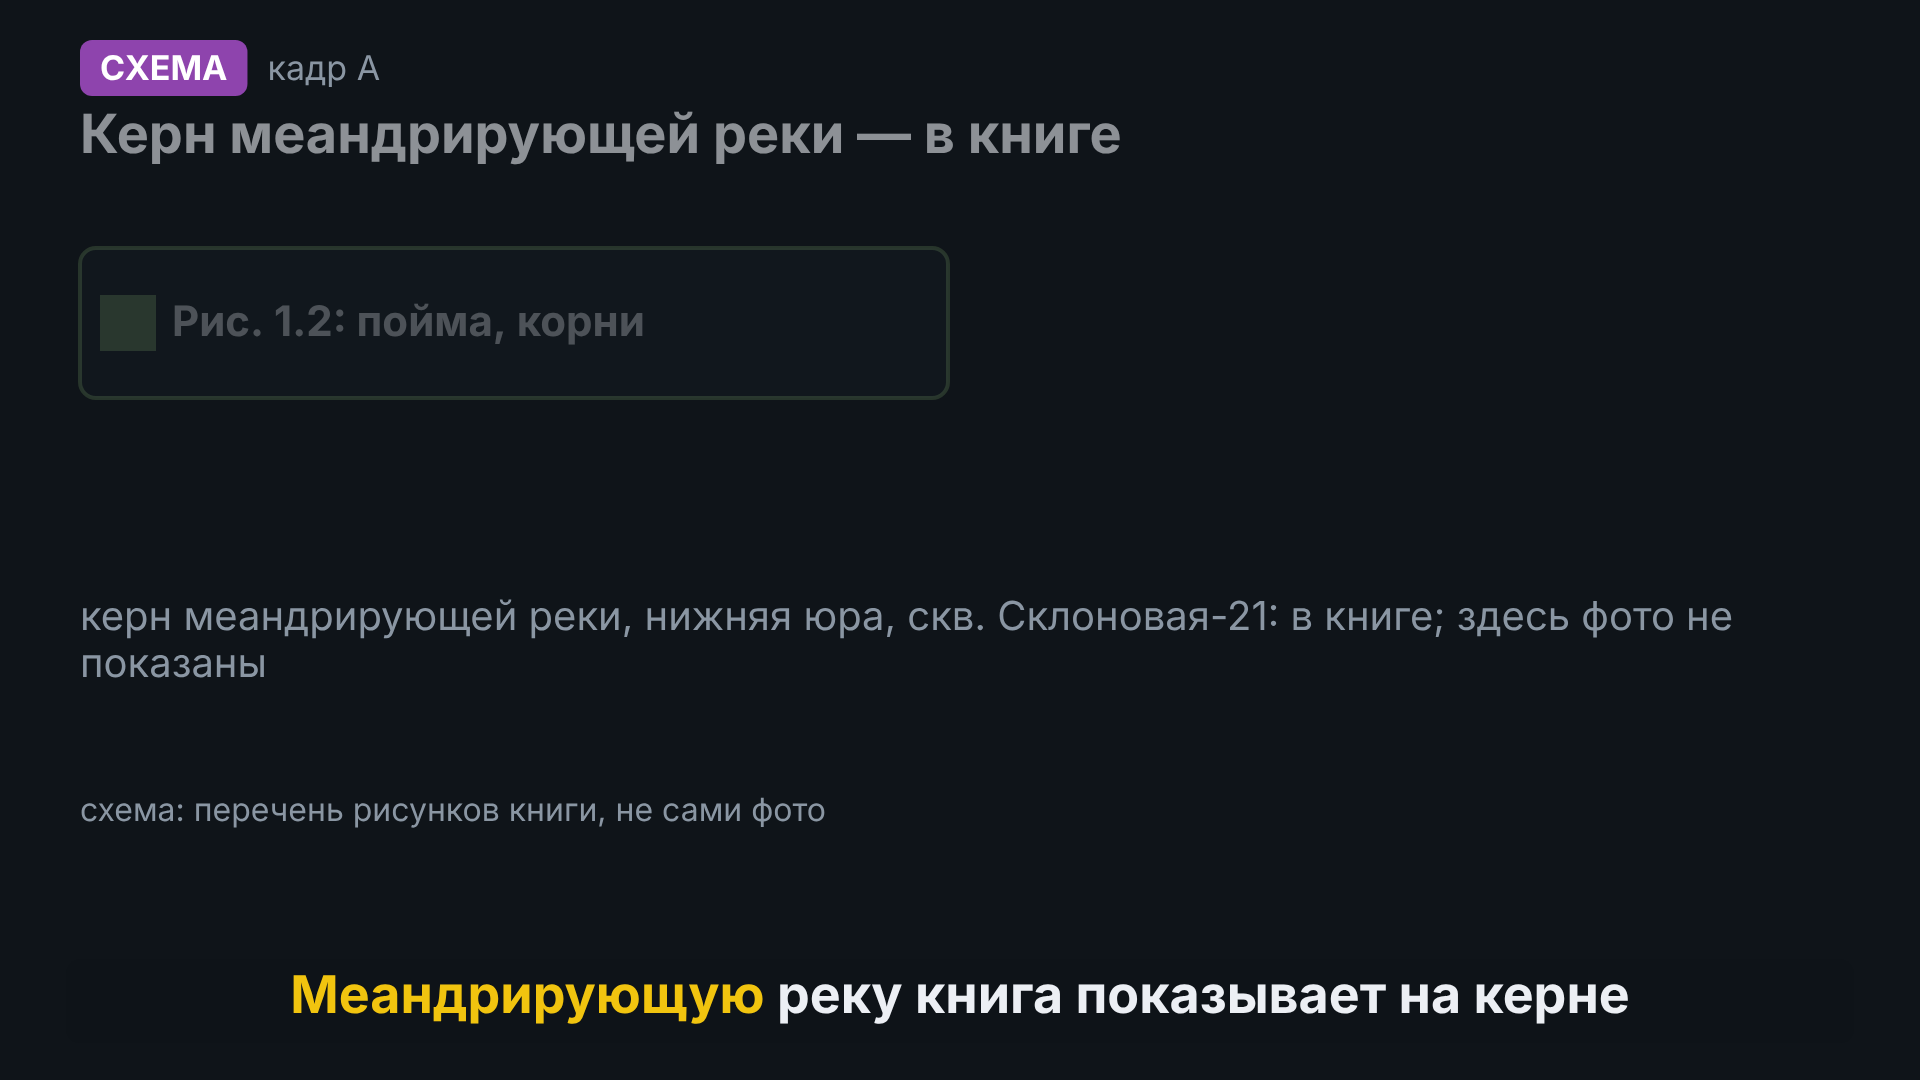 СХЕМА кадр А
Керн меандрирующей реки — в книге
Рис. 1.2: пойма, корни
керн меандрирующей реки, нижняя юра, скв. Склоновая-21: в книге; здесь фото не
показаны
схема: перечень рисунков книги, не сами фото
Меандрирующую реку книга показывает на керне